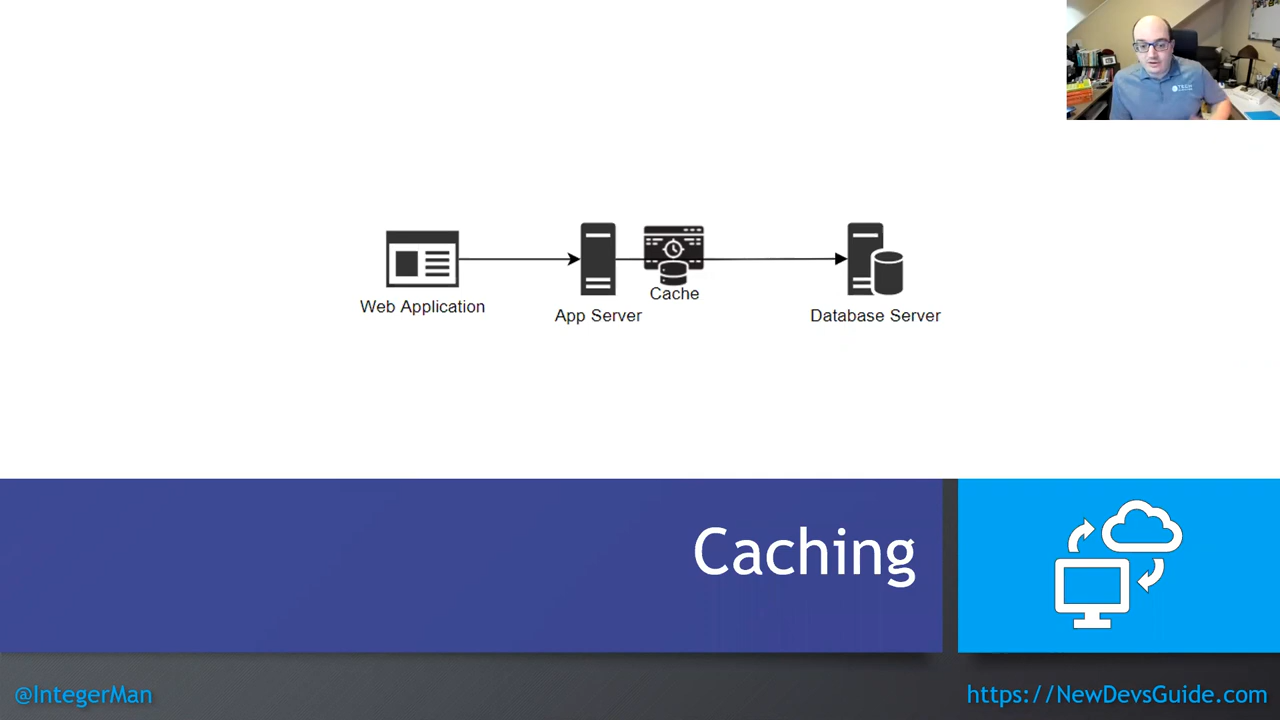 Web Application
App Server
Cache
Database Server
Caching
@IntegerMan
https://NewDevsGuide.com